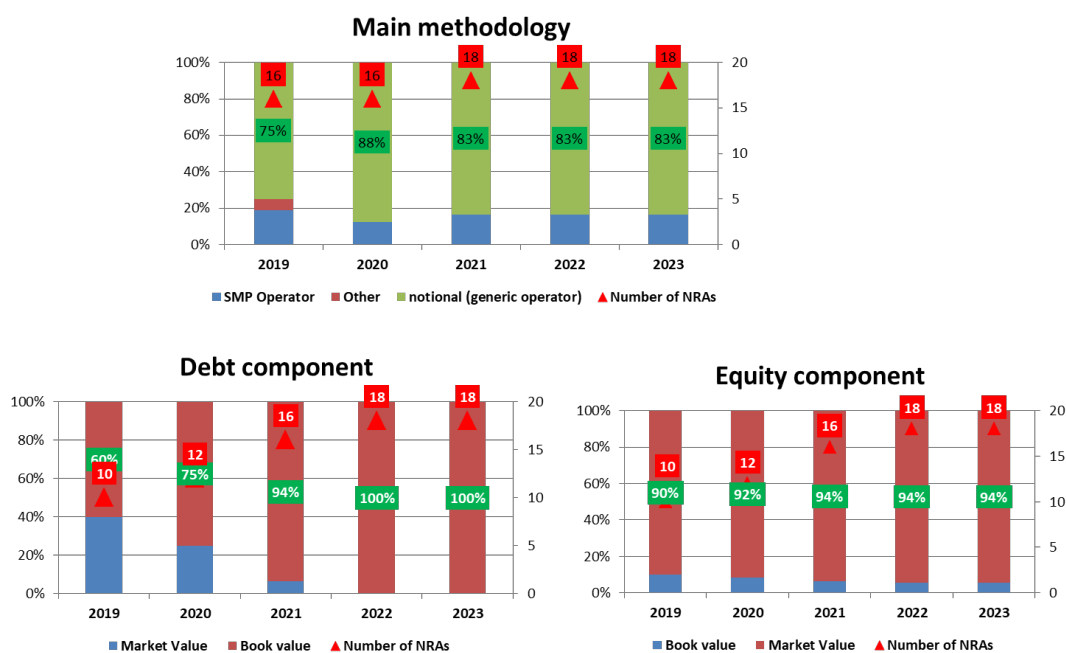 Main methodology
100% 80% 60% 40% 20% 0%
16 16 18 18 18
75% 88% 83% 83% 83%
20 15 10 5 0
2019 2020 2021 2022 2023
SMP Operator Other notional (generic operator) Number of NRAs
Debt component
100% 80% 60% 40% 20% 0%
10 12 16 18 18
60% 75% 94% 100% 100%
20 15 10 5 0
2019 2020 2021 2022 2023
Market Value Book value Number of NRAs
Equity component
100% 80% 60% 40% 20% 0%
10 12 16 18 18
90% 92% 94% 94% 94%
20 15 10 5 0
2019 2020 2021 2022 2023
Book value Market Value Number of NRAs